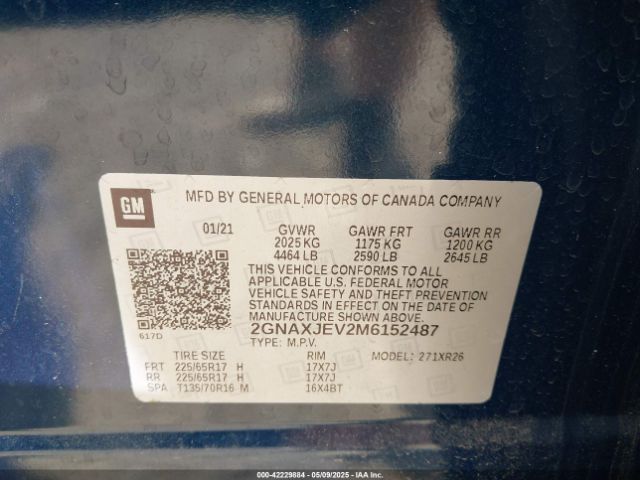 GM
MFD BY GENERAL MOTORS OF CANADA COMPANY
01/21 GVWR GAWR FRT GAWR RR
2025 KG 1175 KG 1200 KG
4464 LB 2590 LB 2645 LB
THIS VEHICLE CONFORMS TO ALL
APPLICABLE U.S. FEDERAL MOTOR
VEHICLE SAFETY AND THEFT PREVENTION
STANDARDS IN EFFECT ON THE DATE OF
MANUFACTURE SHOWN ABOVE.
617D 2GNAXJEV2M6152487
TYPE: M.P.V. MODEL: 271XR26
TIRE SIZE RIM
FRT 225/65R17 H 17X7J
RR 225/65R17 H 17X7J
SPA T135/70R16 M 16X4BT
000-42229884 | 05/09/2025 - IAA Inc.